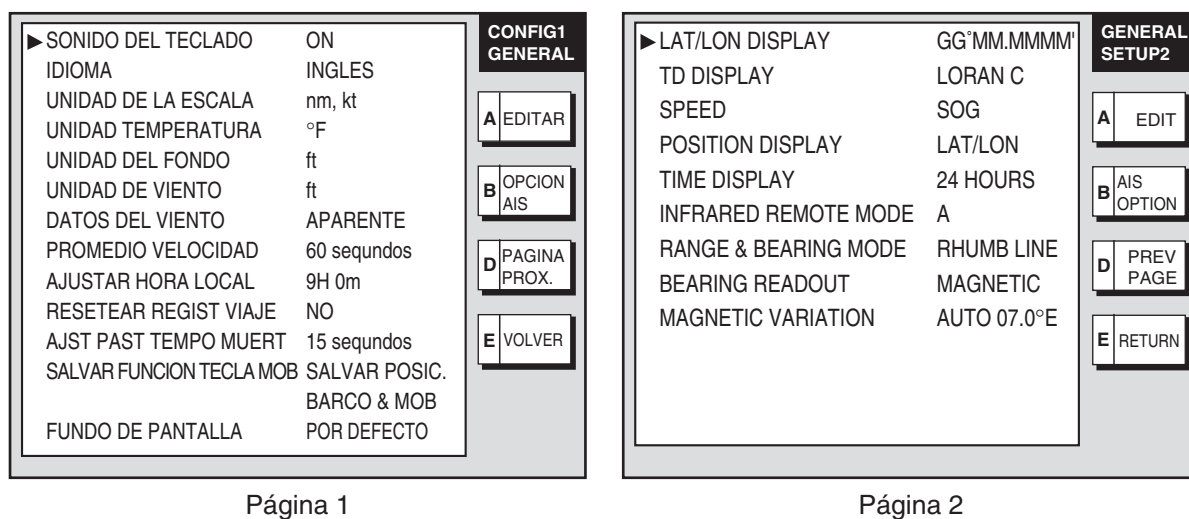 ▶SONIDO DEL TECLADO ON
IDIOMA INGLES
UNIDAD DE LA ESCALA nm, kt
UNIDAD TEMPERATURA °F
UNIDAD DEL FONDO ft
UNIDAD DE VIENTO ft
DATOS DEL VIENTO APARENTE
PROMEDIO VELOCIDAD 60 sequndos
AJUSTAR HORA LOCAL 9H 0m
RESETEAR REGIST VIAJE NO
AJST PAST TEMPO MUERT 15 sequndos
SALVAR FUNCION TECLA MOB SALVAR POSIC.
BARCO & MOB
FUNDO DE PANTALLA POR DEFECTO
CONFIG1
GENERAL
A EDITAR
B OPCION
AIS
D PAGINA
PROX.
E VOLVER
Página 1
▶LAT/LON DISPLAY GG°MM.MMMM'
TD DISPLAY LORAN C
SPEED SOG
POSITION DISPLAY LAT/LON
TIME DISPLAY 24 HOURS
INFRARED REMOTE MODE A
RANGE & BEARING MODE RHUMB LINE
BEARING READOUT MAGNETIC
MAGNETIC VARIATION AUTO 07.0°E
GENERAL
SETUP2
A EDIT
B AIS
OPTION
D PREV
PAGE
E RETURN
Página 2